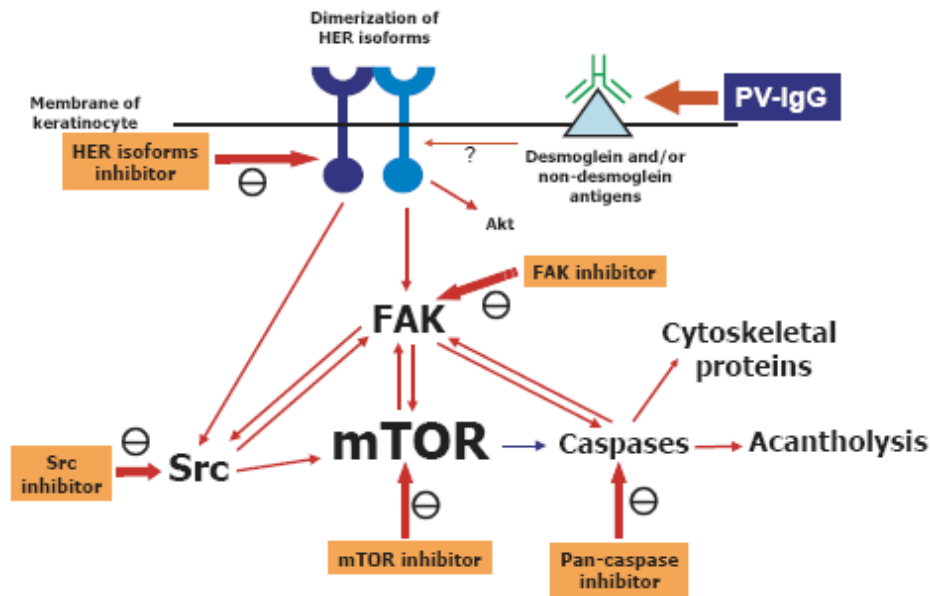 Dimerization of
HER isoforms
PV-IgG
Membrane of
keratinocyte
HER isoforms
inhibitor
?
Desmoglein and/or
non-desmoglein
antigens
Akt
FAK inhibitor
FAK
Cytoskeletal
proteins
mTOR
Caspases
Acantholysis
Src
inhibitor
Src
mTOR inhibitor
Pan-caspase
inhibitor